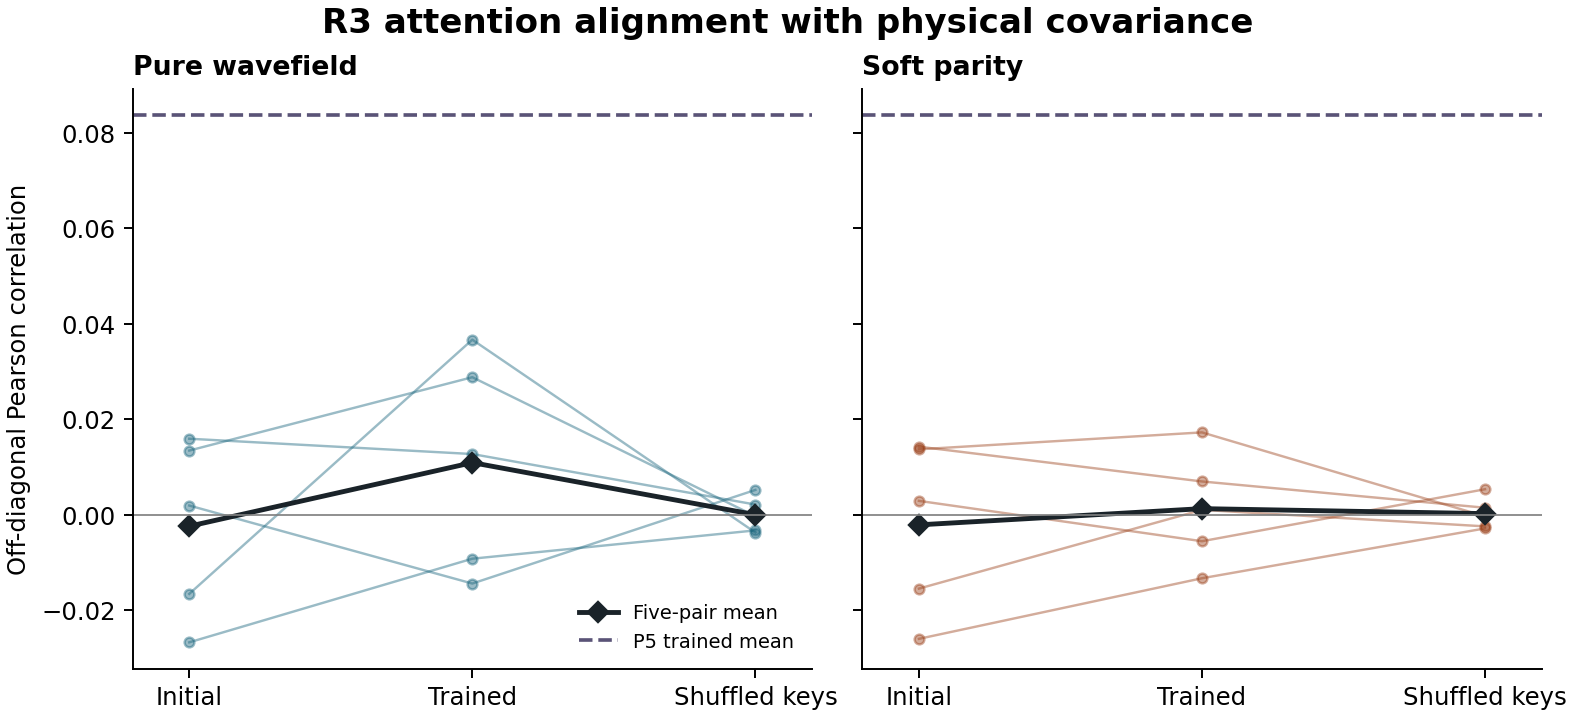 R3 attention alignment with physical covariance
Pure wavefield
Soft parity
Off-diagonal Pearson correlation
0.08
0.06
0.04
0.02
0.00
−0.02
Five-pair mean
P5 trained mean
Initial
Trained
Shuffled keys
Initial
Trained
Shuffled keys